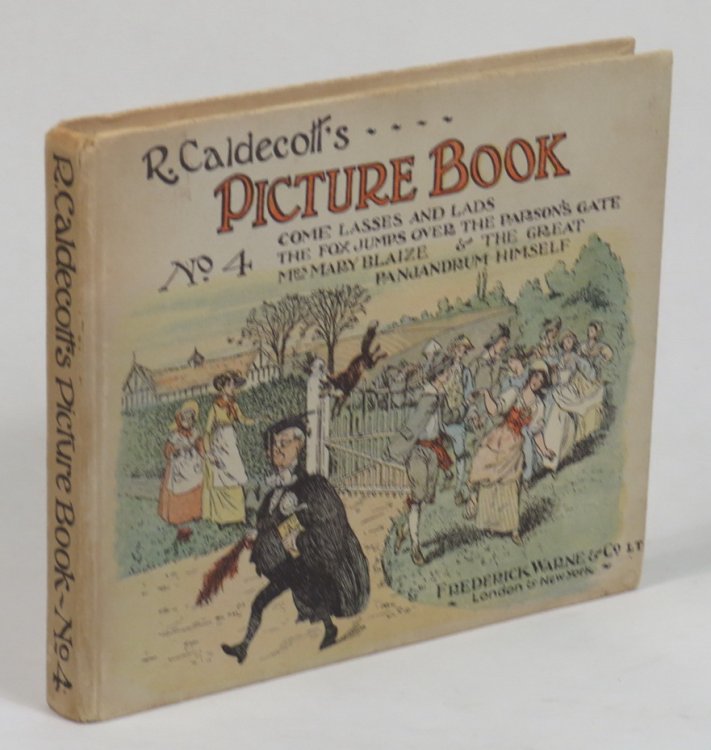 R. Caldecott's . . . .
PICTURE BOOK
No 4
COME LASSES AND LADS
THE FOX JUMPS OVER THE PARSON'S GATE
Mrs MARY BLAIZE & THE GREAT
PANJANDRUM HIMSELF
FREDERICK WARNE & Co LT
London & New York
R. Caldecott's Picture Book - No 4